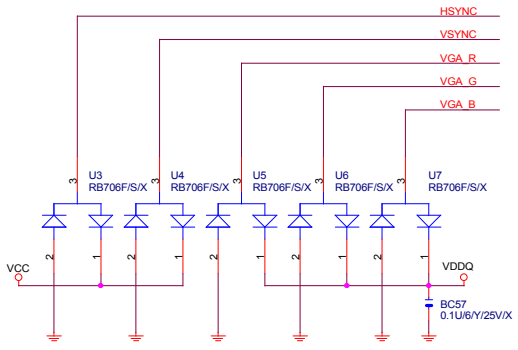 HSYNC
VSYNC
VGA_R
VGA_G
VGA_B
3
U3
RB706F/S/X
3
U4
RB706F/S/X
3
U5
RB706F/S/X
3
U6
RB706F/S/X
3
U7
RB706F/S/X
2
1
2
1
2
1
2
1
2
1
VCC
VDDQ
BC57
0.1U/6/Y/25V/X